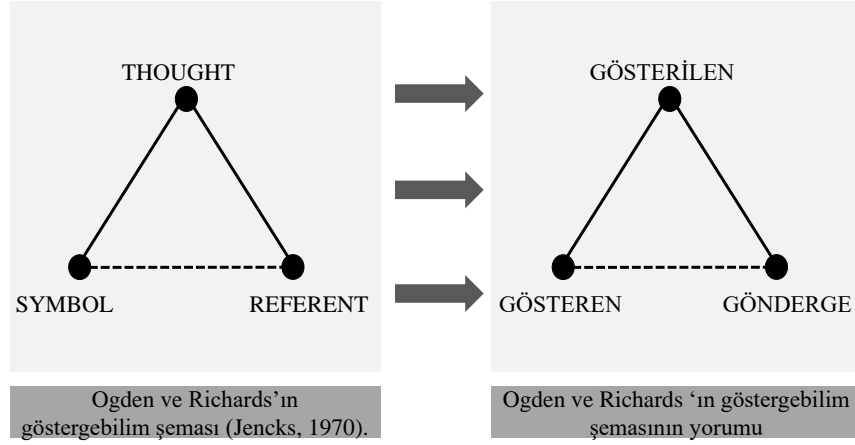 THOUGHT
SYMBOL
REFERENT
Ogden ve Richards’ın
göstergebilim şeması (Jencks, 1970).
GÖSTERİLEN
GÖSTEREN
GÖNDERGE
Ogden ve Richards ‘ın göstergebilim
şemasının yorumu